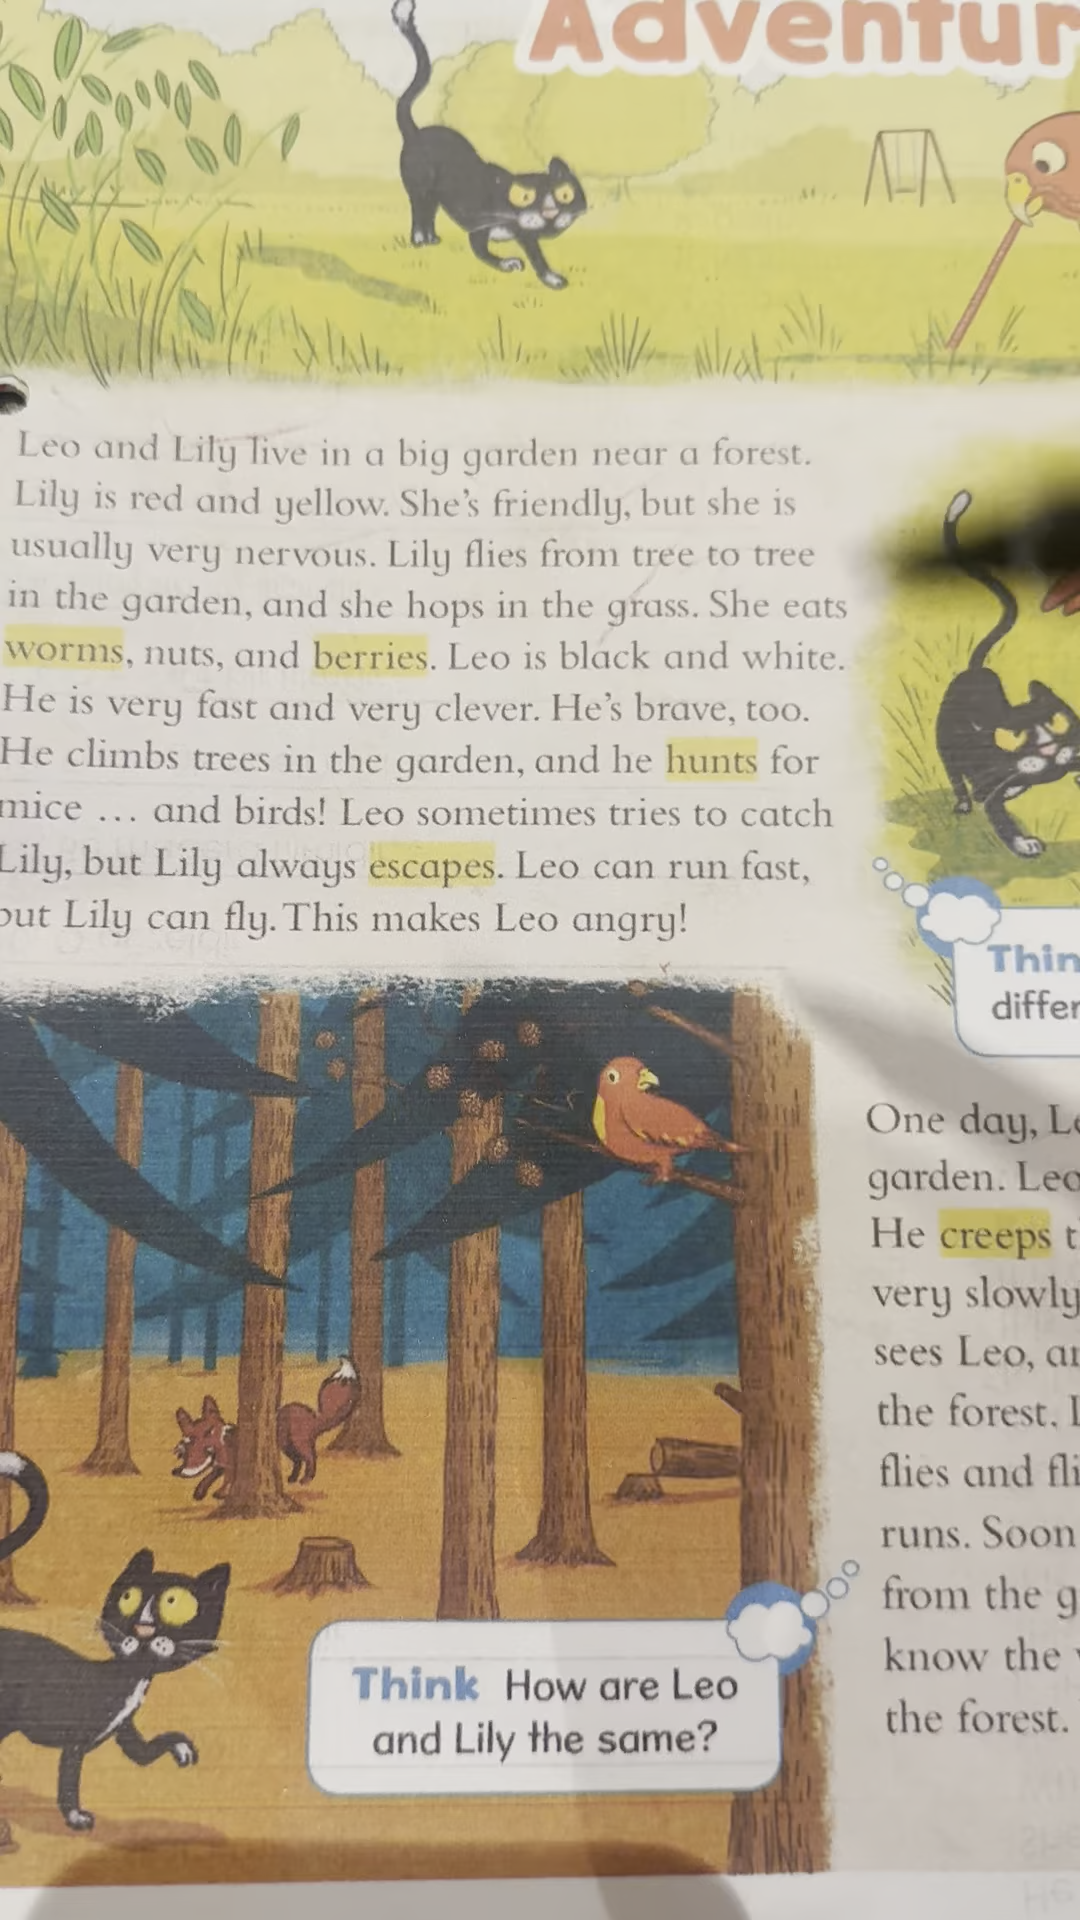 Leo and Lily live in a big garden near a forest.
Lily is red and yellow. She's friendly, but she is
usually very nervous. Lily flies from tree to tree
in the garden, and she hops in the grass. She eats
worms, nuts, and berries. Leo is black and white.
He is very fast and very clever. He's brave, too.
He climbs trees in the garden, and he hunts for
mice ... and birds! Leo sometimes tries to catch
Lily, but Lily always escapes. Leo can run fast,
but Lily can fly. This makes Leo angry!
Think How are Leo
and Lily the same?
One day,
garden. Leo
He creeps
very slowly
sees Leo,
the forest.
flies and
runs. Soon
from the
know the
the forest.